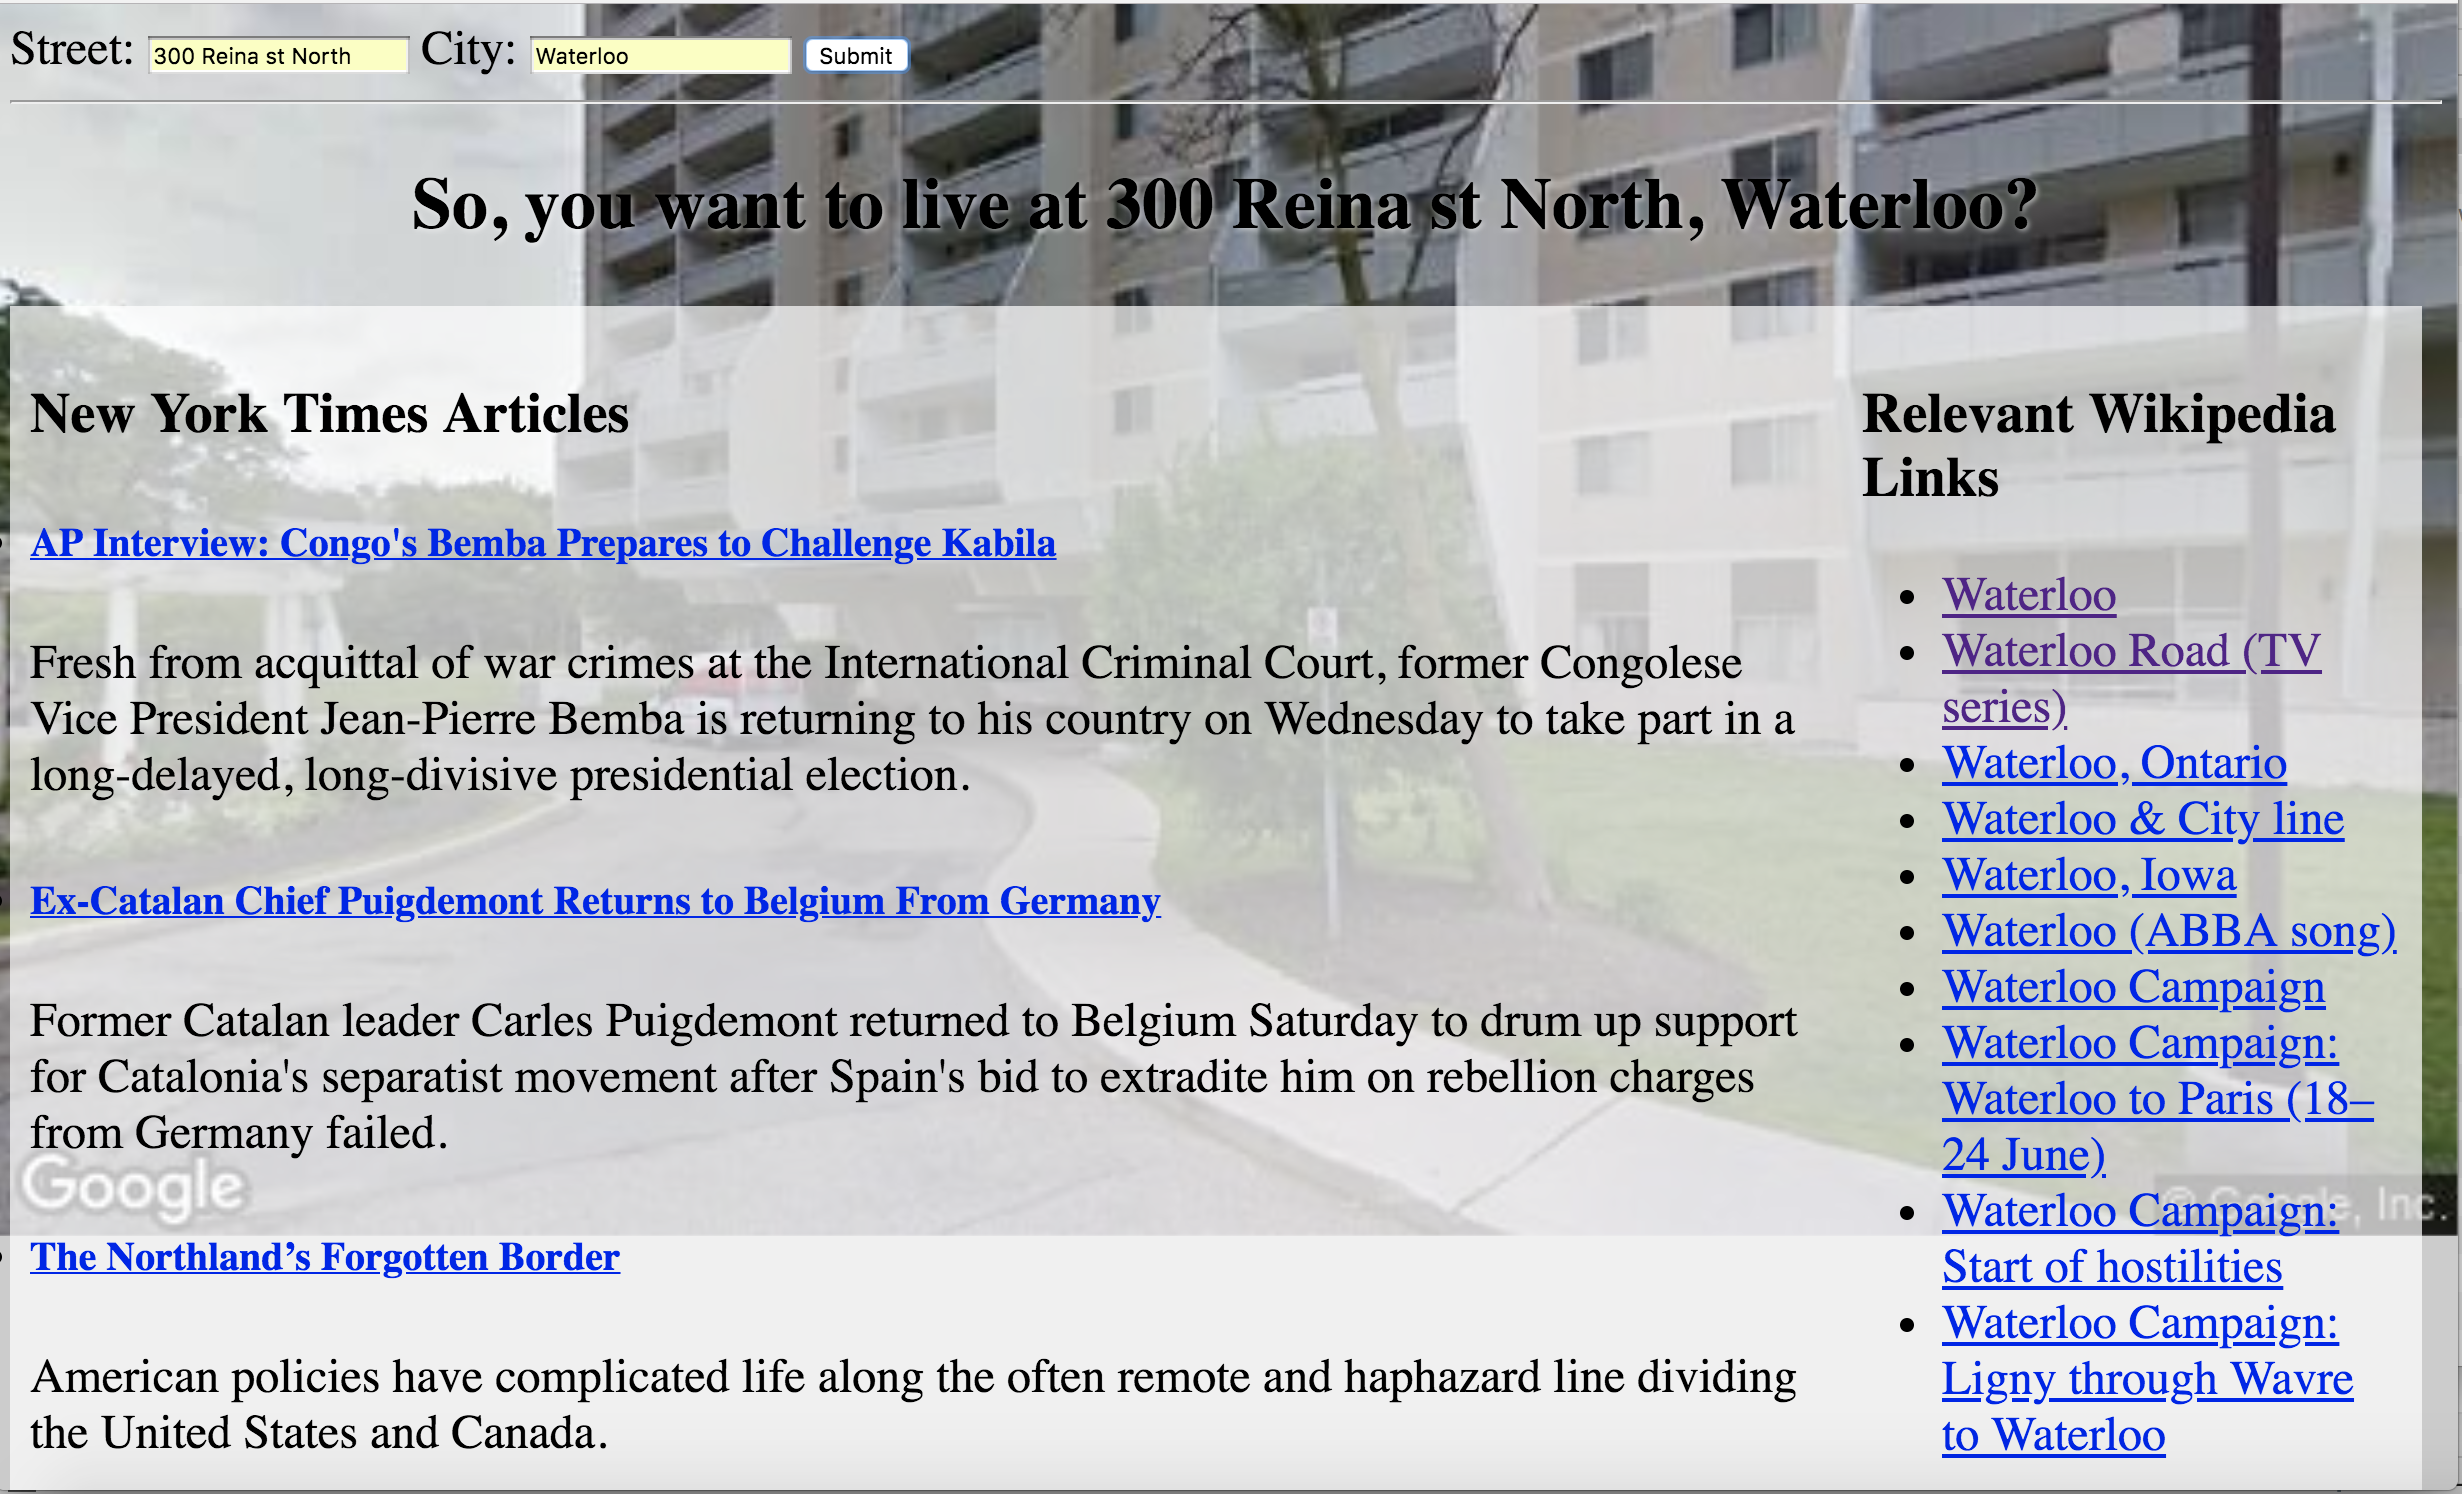 Street: 300 Reina st North City: Waterloo Submit
So, you want to live at 300 Reina st North, Waterloo?
New York Times Articles
AP Interview: Congo's Bemba Prepares to Challenge Kabila
Fresh from acquittal of war crimes at the International Criminal Court, former Congolese
Vice President Jean-Pierre Bemba is returning to his country on Wednesday to take part in a
long-delayed, long-divisive presidential election.
Ex-Catalan Chief Puigdemont Returns to Belgium From Germany
Former Catalan leader Carles Puigdemont returned to Belgium Saturday to drum up support
for Catalonia's separatist movement after Spain's bid to extradite him on rebellion charges
from Germany failed.
Google
The Northland’s Forgotten Border
American policies have complicated life along the often remote and haphazard line dividing
the United States and Canada.
Relevant Wikipedia
Links
Waterloo
Waterloo Road (TV
series)
Waterloo, Ontario
Waterloo & City line
Waterloo, Iowa
Waterloo (ABBA song)
Waterloo Campaign
Waterloo Campaign:
Waterloo to Paris (18–
24 June)
Waterloo Campaign:
Start of hostilities
Waterloo Campaign:
Ligny through Wavre
to Waterloo
© Google, Inc.